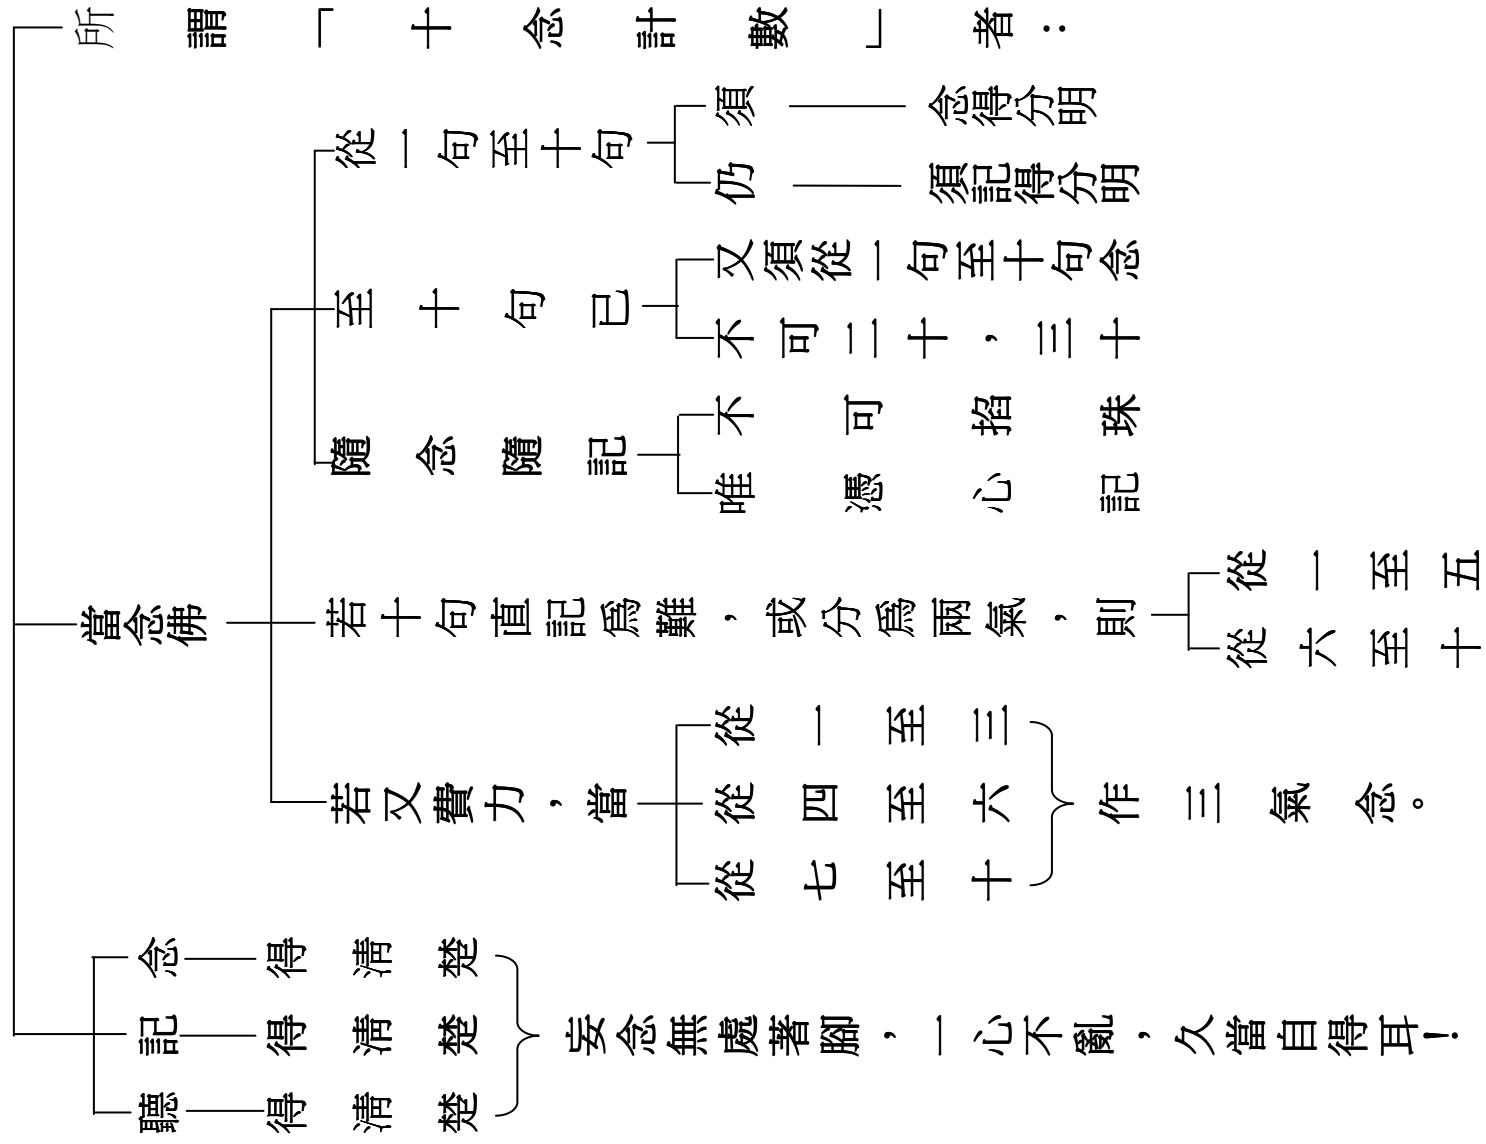 所謂「十念計數」者：
當念佛
從一句至十句
須
念得分明
仍
須記得分明
至十句已
又須從一句至十句念
不可二十，三十
隨念隨記
不可掐珠
唯憑心記
若十句直記爲難，或分爲兩氣，則
從一至五
從六至十
若又費力，當
從一至三
從四至六
從七至十
作三氣念。
念
得清楚
記
得清楚
聽
得清楚
妄念無處著腳，一心不亂，久當自得耳！